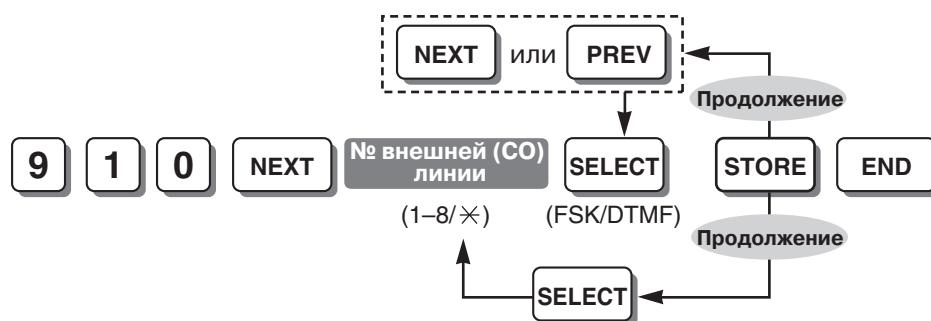 NEXT или PREV
Продолжение
9 1 0 NEXT № внешней (СО) линии SELECT STORE END
(1–8/✳) (FSK/DTMF)
Продолжение
SELECT